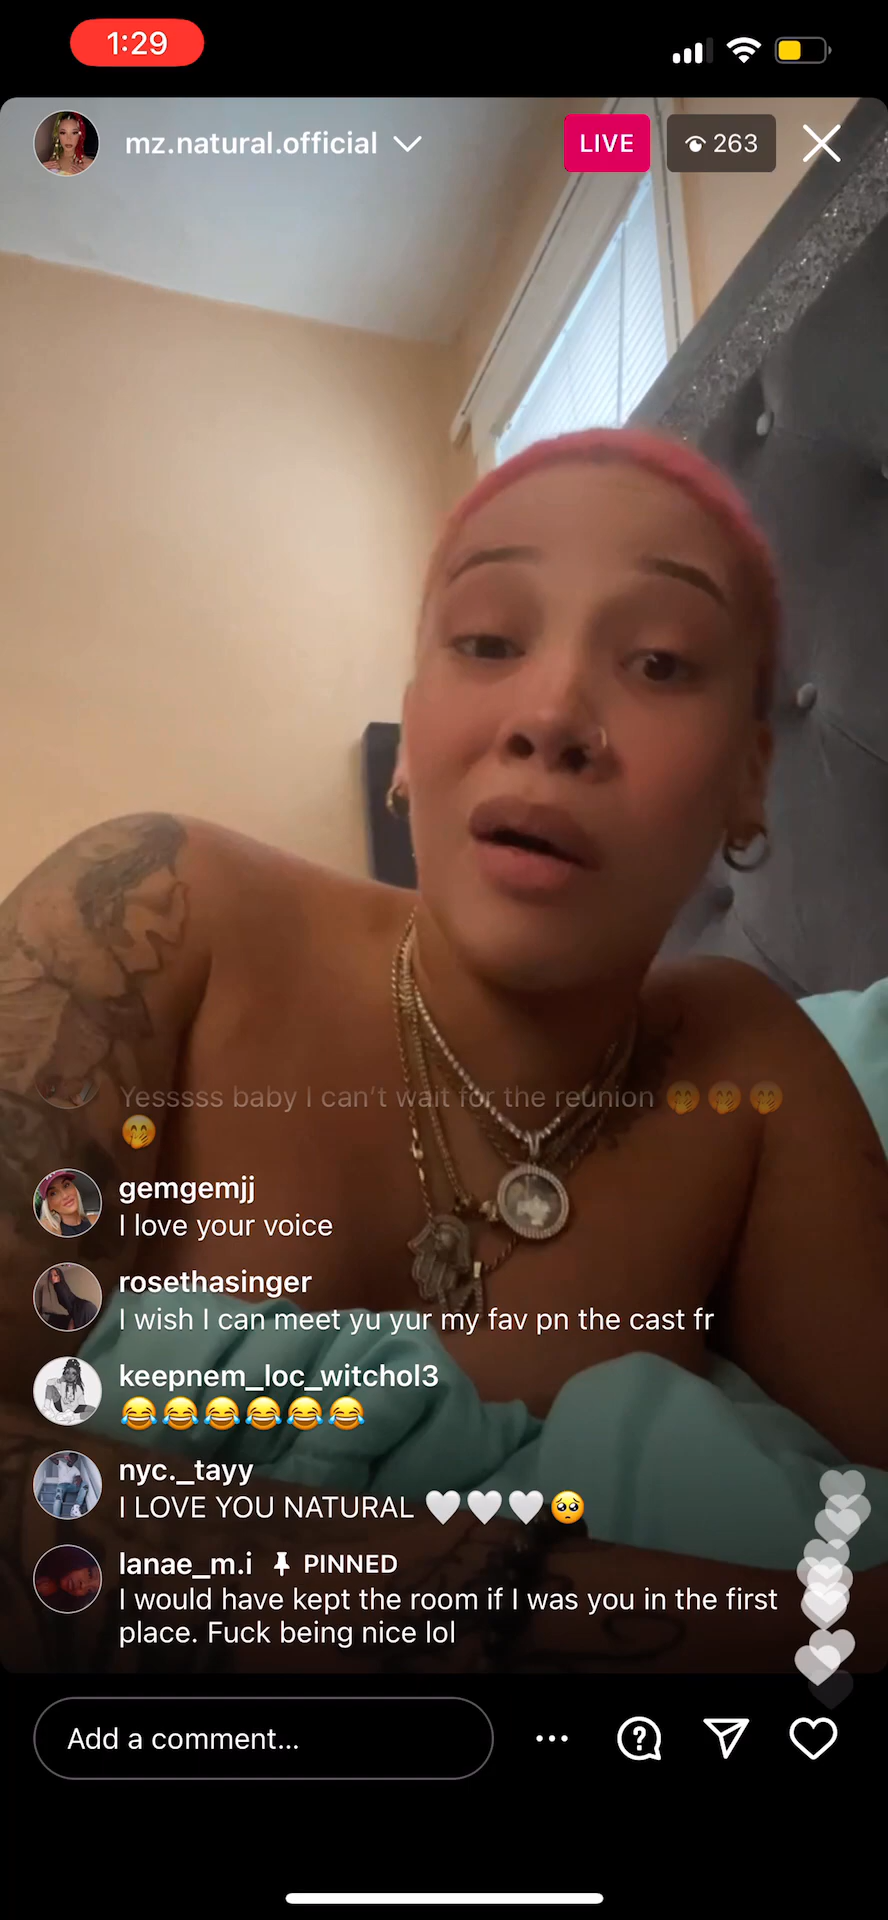 1:29
mz.natural.official
LIVE
263
Yesssss baby I can't wait for the reunion 🤭🤭🤭
🤭
gemgemjj
I love your voice
rosethasinger
I wish I can meet yu yur my fav pn the cast fr
keepnem_loc_witchol3
😂😂😂😂😂😂
nyc._tayy
I LOVE YOU NATURAL 🤍🤍🤍🥺
lanae_m.i 📌 PINNED
I would have kept the room if I was you in the first
place. Fuck being nice lol
Add a comment...